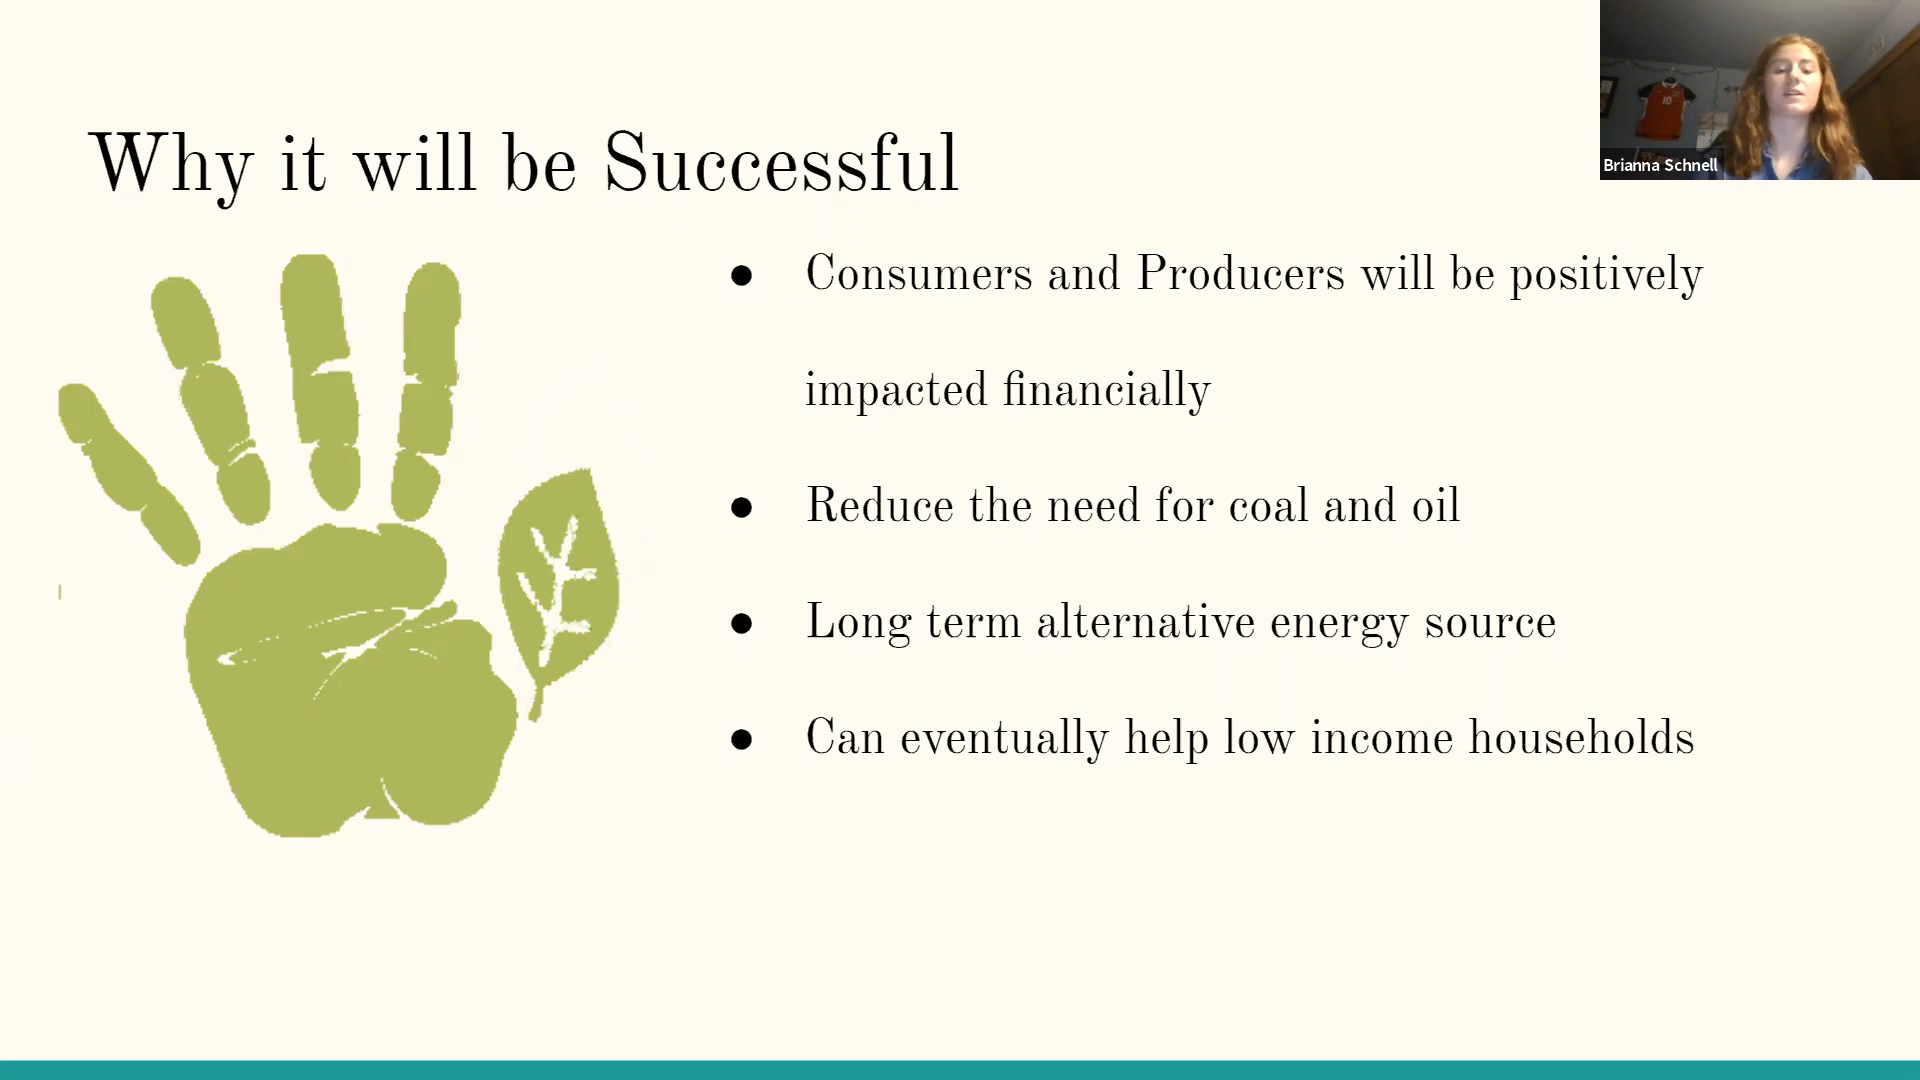 Why it will be Successful
10
Brianna Schnell
● Consumers and Producers will be positively
impacted financially
● Reduce the need for coal and oil
● Long term alternative energy source
● Can eventually help low income households